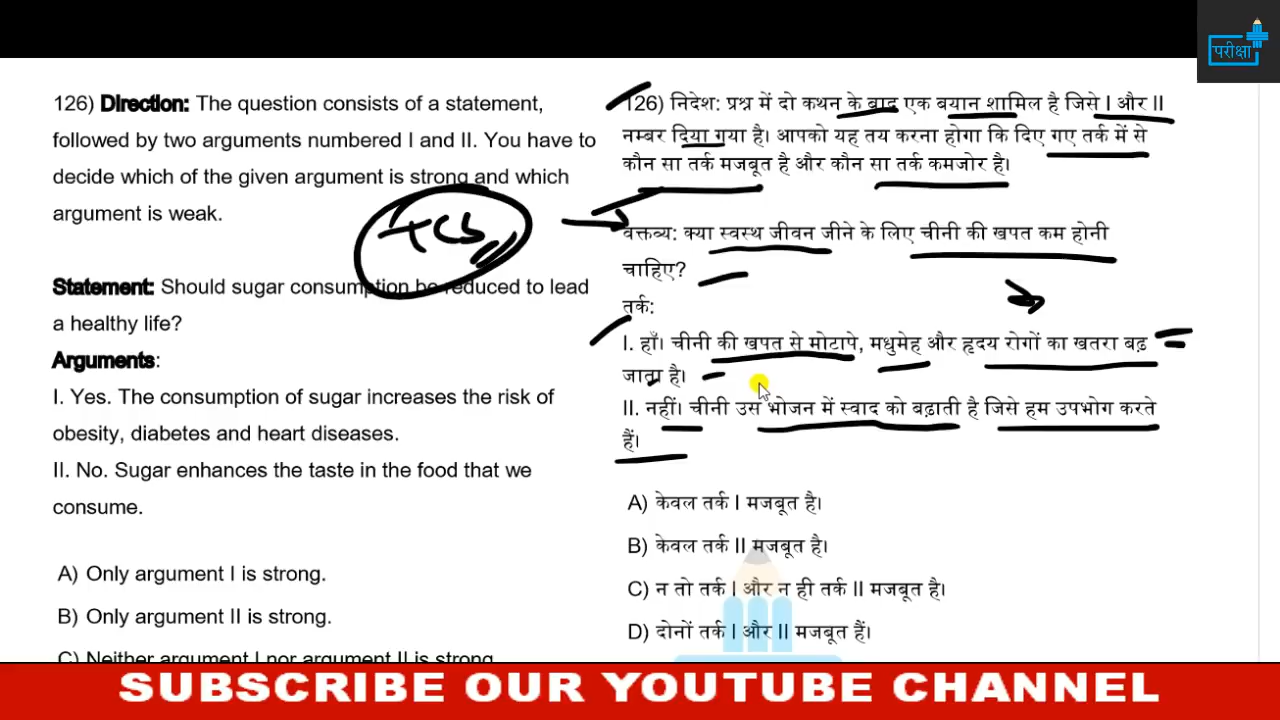 परीक्षा
126) Direction: The question consists of a statement,
followed by two arguments numbered I and II. You have to
decide which of the given argument is strong and which
argument is weak.
TCS
Statement: Should sugar consumption be reduced to lead
a healthy life?
Arguments:
I. Yes. The consumption of sugar increases the risk of
obesity, diabetes and heart diseases.
II. No. Sugar enhances the taste in the food that we
consume.
A) Only argument I is strong.
B) Only argument II is strong.
C) Neither argument I nor argument II is strong
126) निदेश: प्रश्न में दो कथन के बाद एक बयान शामिल है जिसे I और II
नम्बर दिया गया है। आपको यह तय करना होगा कि दिए गए तर्क में से
कौन सा तर्क मजबूत है और कौन सा तर्क कमजोर है।
वक्तव्य: क्या स्वस्थ जीवन जीने के लिए चीनी की खपत कम होनी
चाहिए?
तर्क:
I. हाँ। चीनी की खपत से मोटापे, मधुमेह और हृदय रोगों का खतरा बढ़
जाता है।
II. नहीं। चीनी उस भोजन में स्वाद को बढ़ाती है जिसे हम उपभोग करते
हैं।
A) केवल तर्क I मजबूत है।
B) केवल तर्क II मजबूत है।
C) न तो तर्क I और न ही तर्क II मजबूत है।
D) दोनों तर्क I और II मजबूत हैं।
SUBSCRIBE OUR YOUTUBE CHANNEL